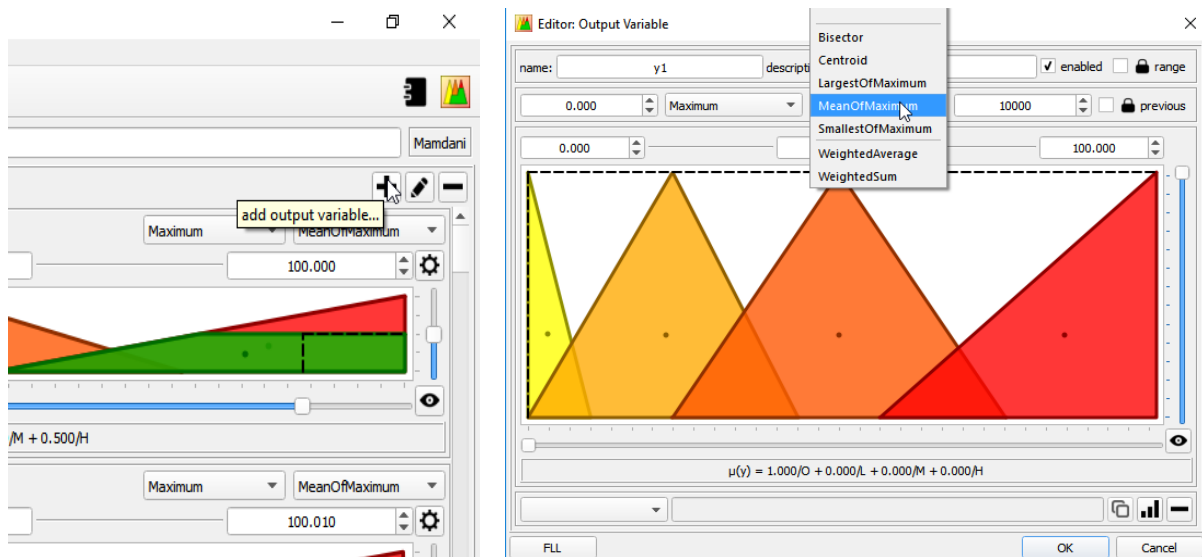 Mamdani
add output variable...
Maximum
MeanOfMaximum
100.000
/M + 0.500/H
Maximum
MeanOfMaximum
100.010
Editor: Output Variable
Bisector
Centroid
LargestOfMaximum
MeanOfMaximum
SmallestOfMaximum
WeightedAverage
WeightedSum
name: y1 descripti enabled range
0.000 Maximum 10000 previous
0.000 100.000
μ(y) = 1.000/O + 0.000/L + 0.000/M + 0.000/H
FLL OK Cancel